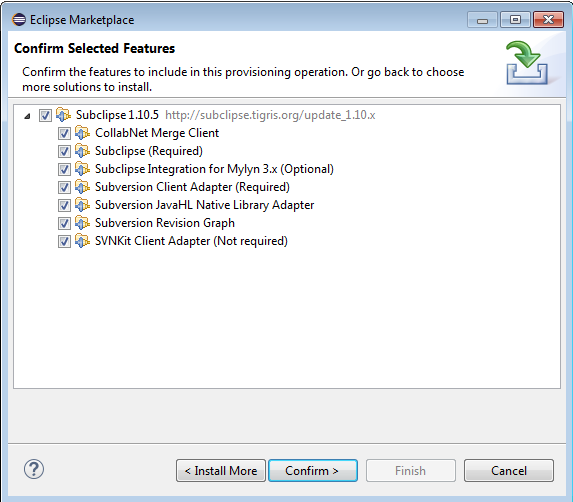 Eclipse Marketplace
Confirm Selected Features
Confirm the features to include in this provisioning operation. Or go back to choose
more solutions to install.
Subclipse 1.10.5 http://subclipse.tigris.org/update_1.10.x
CollabNet Merge Client
Subclipse (Required)
Subclipse Integration for Mylyn 3.x (Optional)
Subversion Client Adapter (Required)
Subversion JavaHL Native Library Adapter
Subversion Revision Graph
SVNKit Client Adapter (Not required)
? < Install More Confirm > Finish Cancel